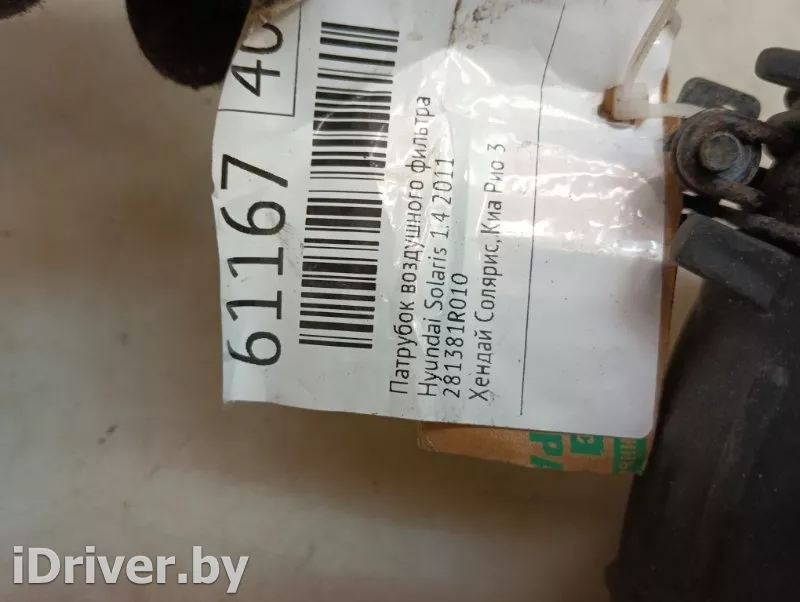 61167
40
Патрубок воздушного фильтра
Hyundai Solaris 1.4 2011
281381R010
Хендай Солярис, Киа Рио 3
iDriver.by